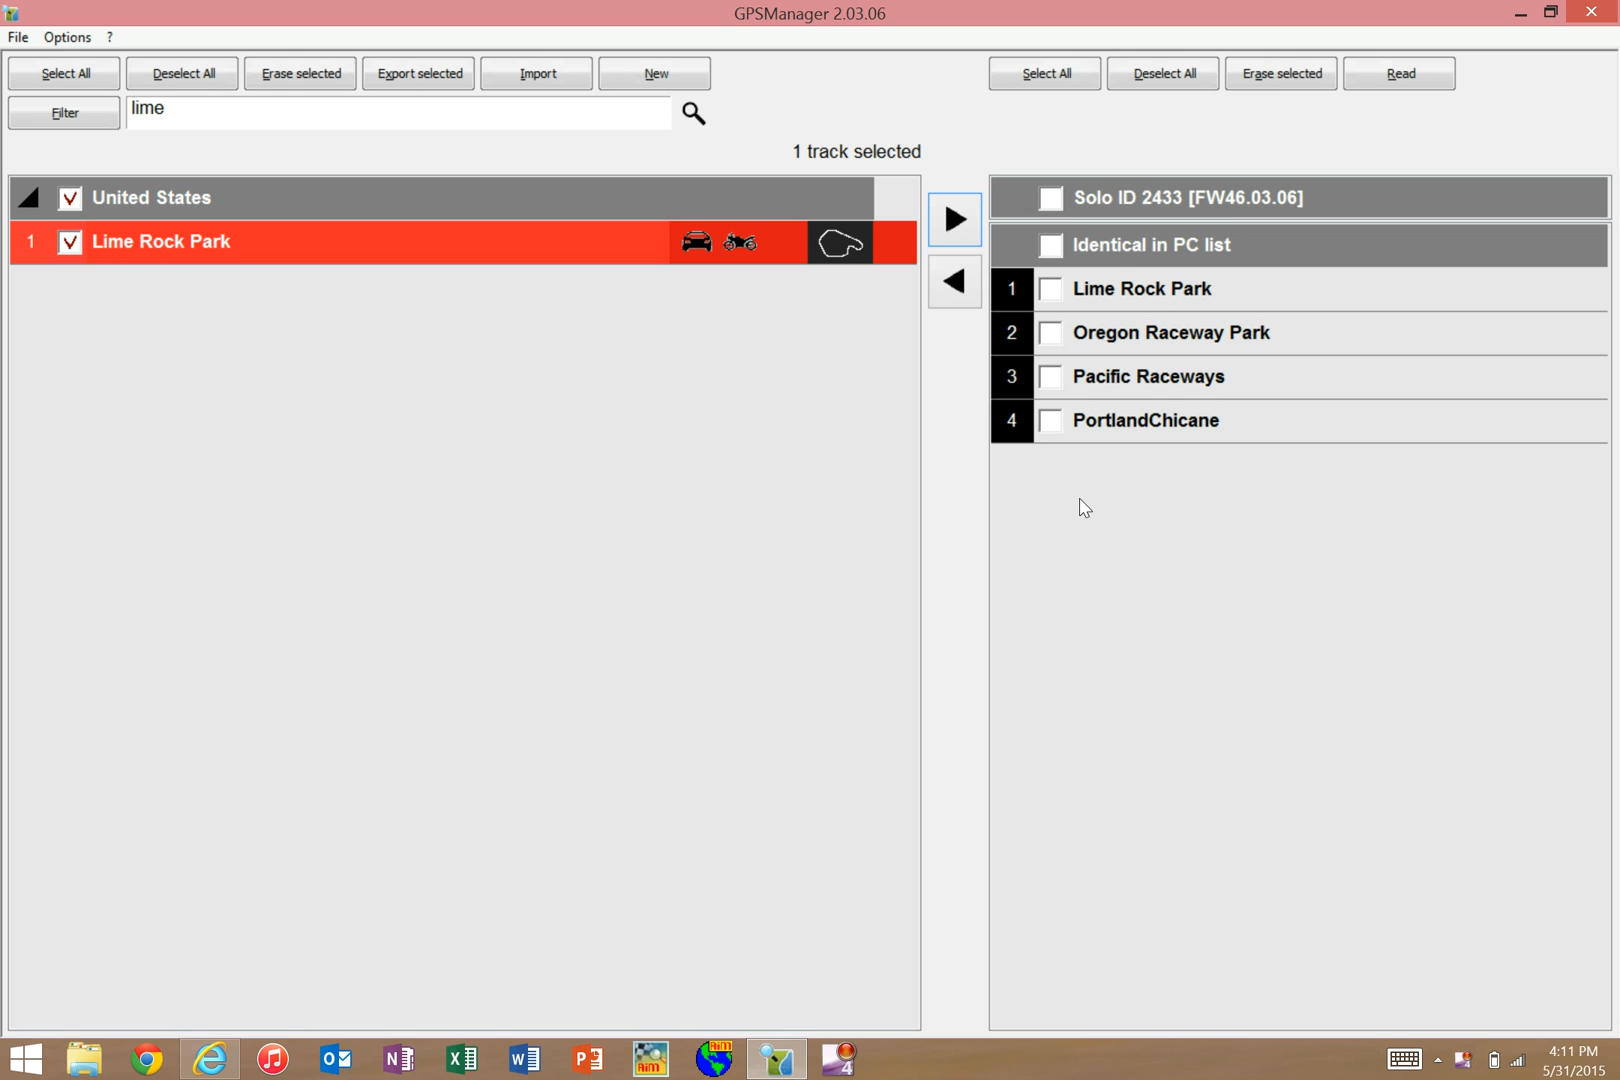 GPSManager 2.03.06
File Options ?
Select All Deselect All Erase selected Export selected Import New
Select All Deselect All Erase selected Read
Filter lime
1 track selected
United States
1 Lime Rock Park
Solo ID 2433 [FW46.03.06]
Identical in PC list
1 Lime Rock Park
2 Oregon Raceway Park
3 Pacific Raceways
4 PortlandChicane
4:11 PM
5/31/2015
AiM
AiM
4